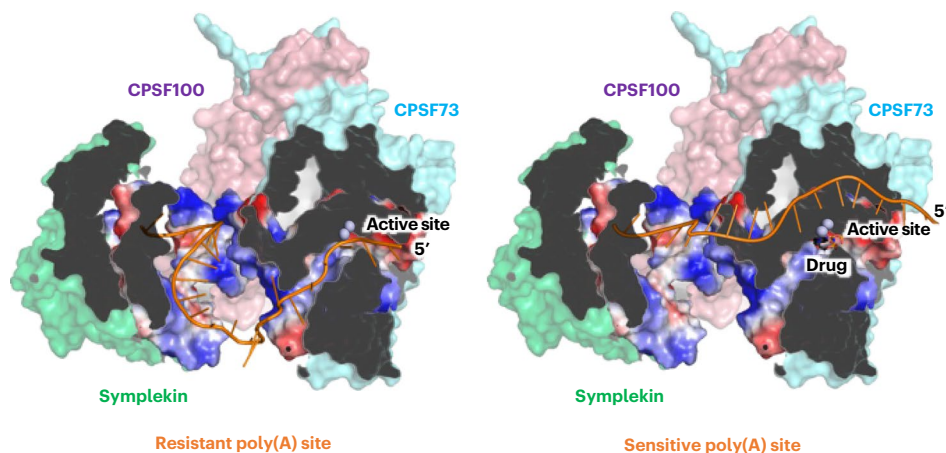 CPSF100
CPSF73
Active site
5′
Symplekin
Resistant poly(A) site
CPSF100
CPSF73
5′
Active site
Drug
Symplekin
Sensitive poly(A) site